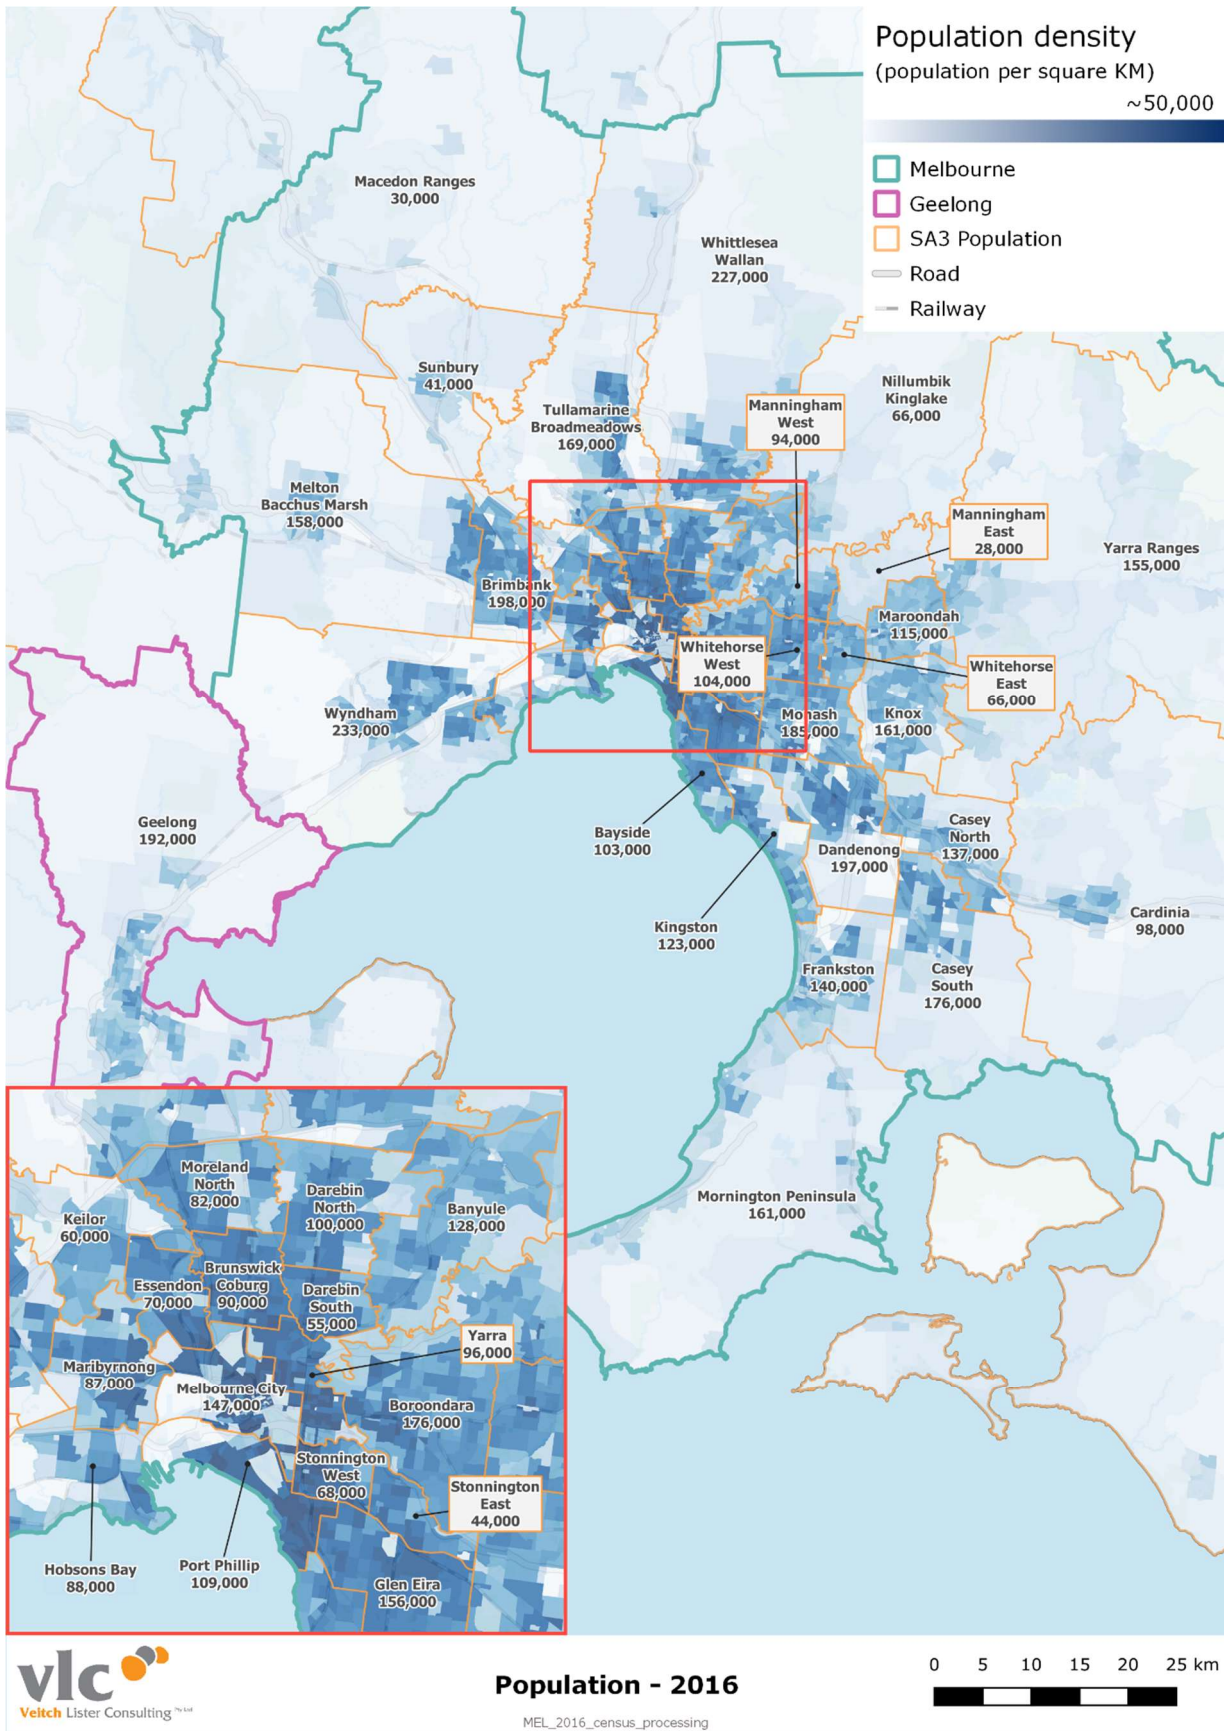 Population density
(population per square KM)
~50,000
Melbourne
Geelong
SA3 Population
Road
Railway
Macedon Ranges
30,000
Whittlesea
Wallan
227,000
Sunbury
41,000
Tullamarine
Broadmeadows
169,000
Manningham
West
94,000
Nillumbik
Kinglake
66,000
Melton
Bacchus Marsh
158,000
Manningham
East
28,000
Yarra Ranges
155,000
Brimbank
198,000
Maroondah
115,000
Whitehorse
West
104,000
Whitehorse
East
66,000
Wyndham
233,000
Monash
185,000
Knox
161,000
Geelong
192,000
Bayside
103,000
Casey
North
137,000
Dandenong
197,000
Kingston
123,000
Cardinia
98,000
Frankston
140,000
Casey
South
176,000
Mornington Peninsula
161,000
Moreland
North
82,000
Darebin
North
100,000
Banyule
128,000
Keilor
60,000
Essendon
70,000
Brunswick
Coburg
90,000
Darebin
South
55,000
Yarra
96,000
Maribyrnong
87,000
Melbourne City
147,000
Boroondara
176,000
Stonnington
West
68,000
Stonnington
East
44,000
Hobsons Bay
88,000
Port Phillip
109,000
Glen Eira
156,000
vlc
Veitch Lister Consulting Pty Ltd
Population - 2016
MEL_2016_census_processing
0 5 10 15 20 25 km